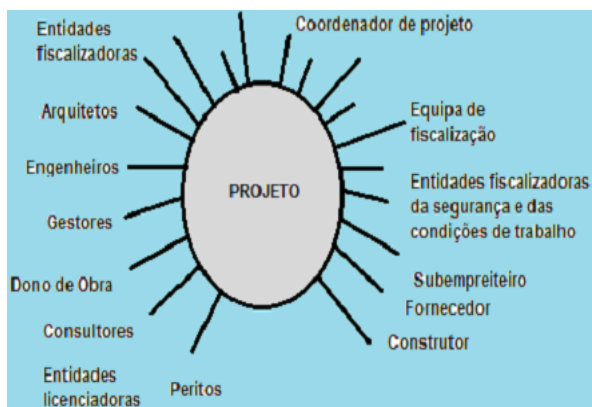 Entidades
fiscalizadoras
Coordenador de projeto
Arquitetos
Equipa de
fiscalização
Engenheiros
PROJETO
Entidades fiscalizadoras
da segurança e das
condições de trabalho
Gestores
Dono de Obra
Subempreiteiro
Fornecedor
Consultores
Construtor
Entidades
licenciadoras
Peritos